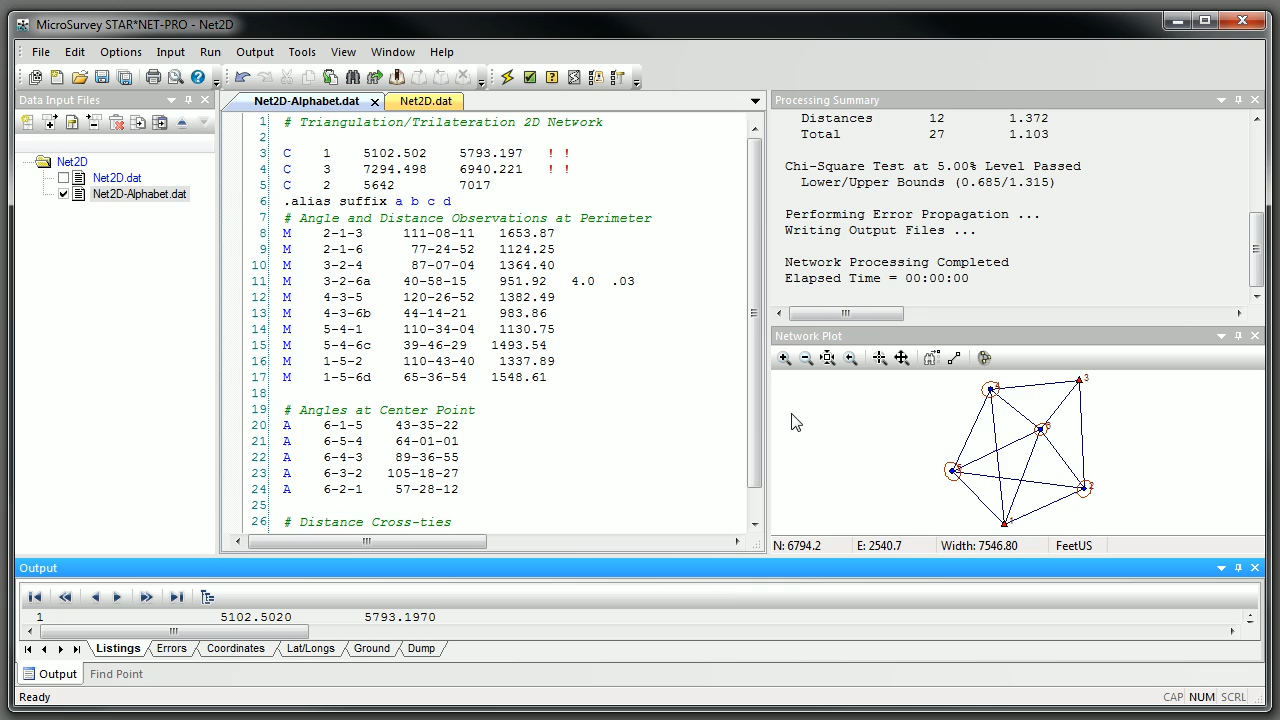 MicroSurvey STAR*NET-PRO - Net2D
File Edit Options Input Run Output Tools View Window Help
Data Input Files
Net2D
Net2D.dat
Net2D-Alphabet.dat
Net2D-Alphabet.dat Net2D.dat
1 # Triangulation/Trilateration 2D Network
2
3 C 1 5102.502 5793.197 ! !
4 C 3 7294.498 6940.221 ! !
5 C 2 5642 7017
6 .alias suffix a b c d
7 # Angle and Distance Observations at Perimeter
8 M 2-1-3 111-08-11 1653.87
9 M 2-1-6 77-24-52 1124.25
10 M 3-2-4 87-07-04 1364.40
11 M 3-2-6a 40-58-15 951.92 4.0 .03
12 M 4-3-5 120-26-52 1382.49
13 M 4-3-6b 44-14-21 983.86
14 M 5-4-1 110-34-04 1130.75
15 M 5-4-6c 39-46-29 1493.54
16 M 1-5-2 110-43-40 1337.89
17 M 1-5-6d 65-36-54 1548.61
18
19 # Angles at Center Point
20 A 6-1-5 43-35-22
21 A 6-5-4 64-01-01
22 A 6-4-3 89-36-55
23 A 6-3-2 105-18-27
24 A 6-2-1 57-28-12
25
26 # Distance Cross-ties
Processing Summary
Distances 12 1.372
Total 27 1.103
Chi-Square Test at 5.00% Level Passed
Lower/Upper Bounds (0.685/1.315)
Performing Error Propagation ...
Writing Output Files ...
Network Processing Completed
Elapsed Time = 00:00:00
Network Plot
4 3
6
5
2
1
N: 6794.2 E: 2540.7 Width: 7546.80 FeetUS
Output
1 5102.5020 5793.1970
Listings Errors Coordinates Lat/Longs Ground Dump
Output Find Point
Ready CAP NUM SCRL